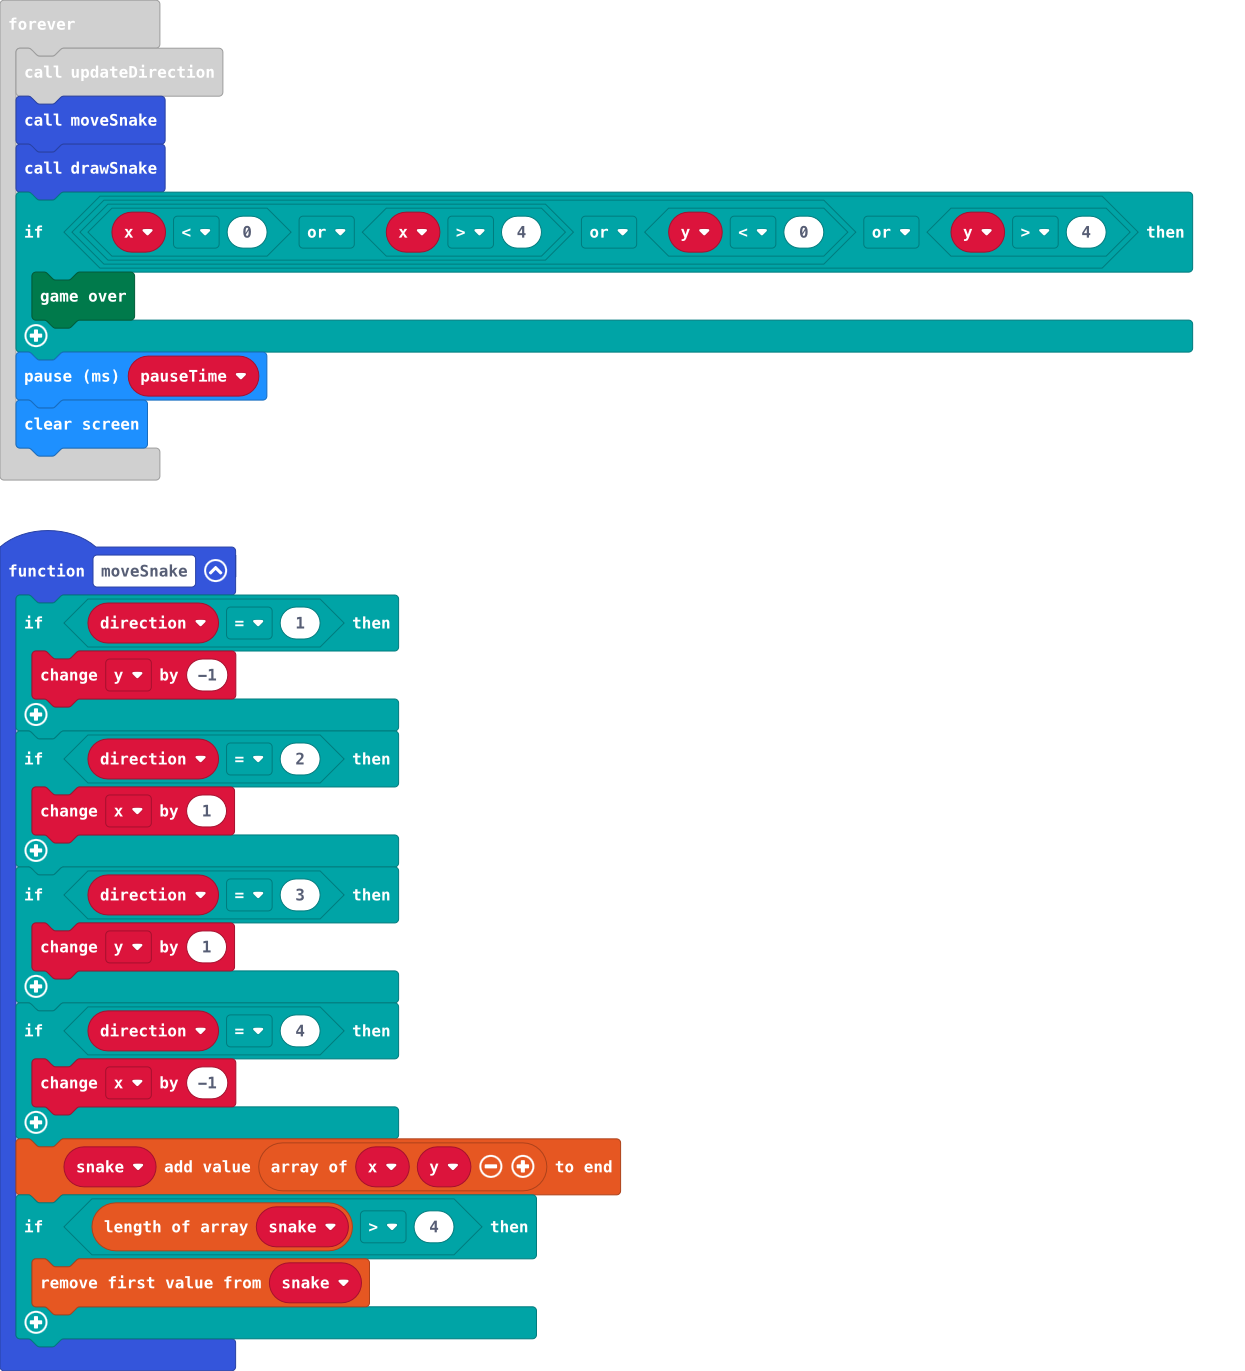 forever
call updateDirection
call moveSnake
call drawSnake
if x < 0 or x > 4 or y < 0 or y > 4 then
game over
pause (ms) pauseTime
clear screen
function moveSnake
if direction = 1 then
change y by −1
if direction = 2 then
change x by 1
if direction = 3 then
change y by 1
if direction = 4 then
change x by −1
snake add value array of x y to end
if length of array snake > 4 then
remove first value from snake